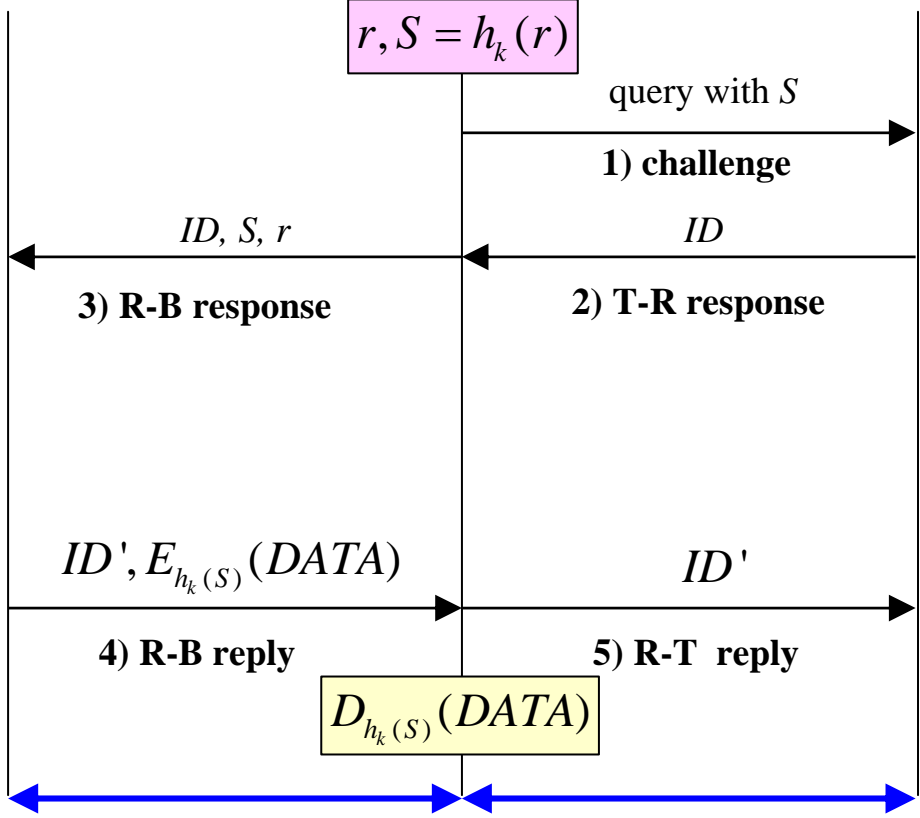 r, S = h_k(r)
query with S
1) challenge
ID, S, r
ID
3) R-B response
2) T-R response
ID', E_{h_k(S)}(DATA)
ID'
4) R-B reply
5) R-T reply
D_{h_k(S)}(DATA)